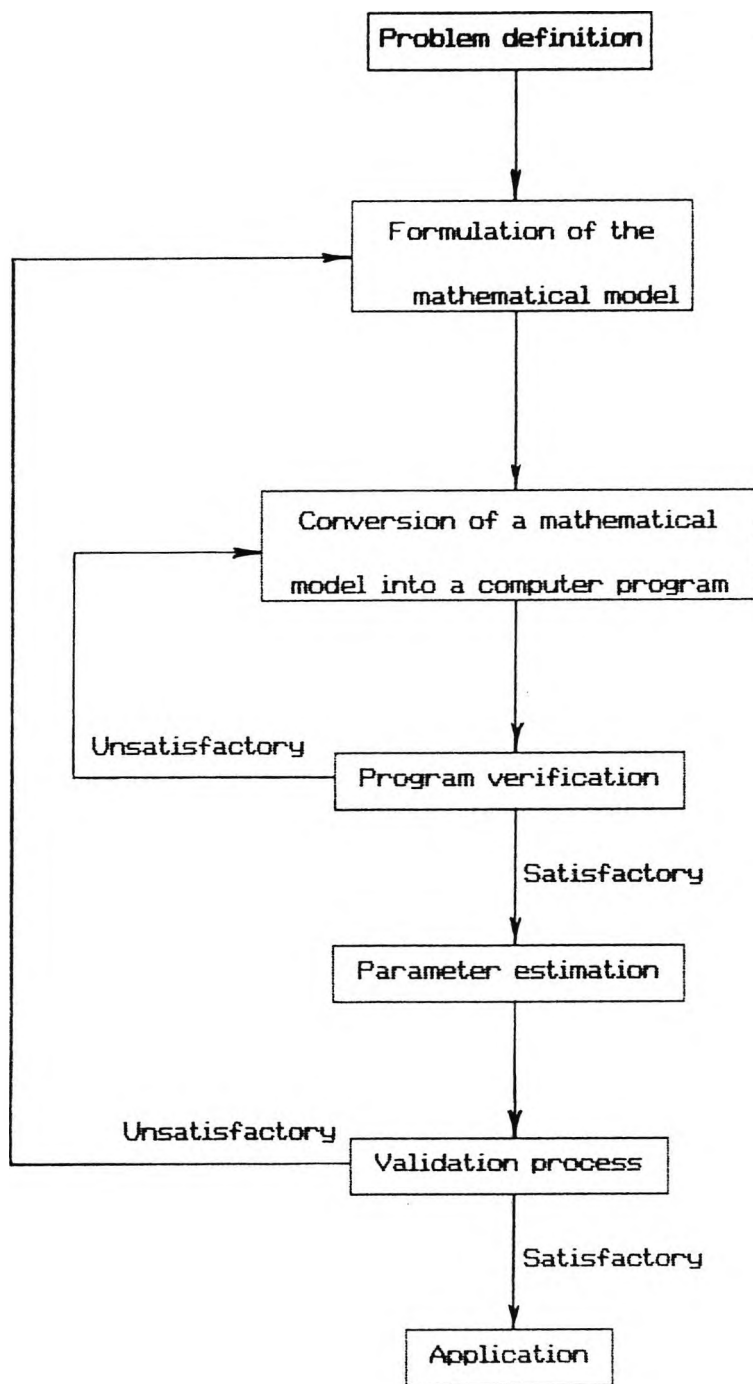 Problem definition
Formulation of the
mathematical model
Conversion of a mathematical
model into a computer program
Unsatisfactory
Program verification
Satisfactory
Parameter estimation
Unsatisfactory
Validation process
Satisfactory
Application